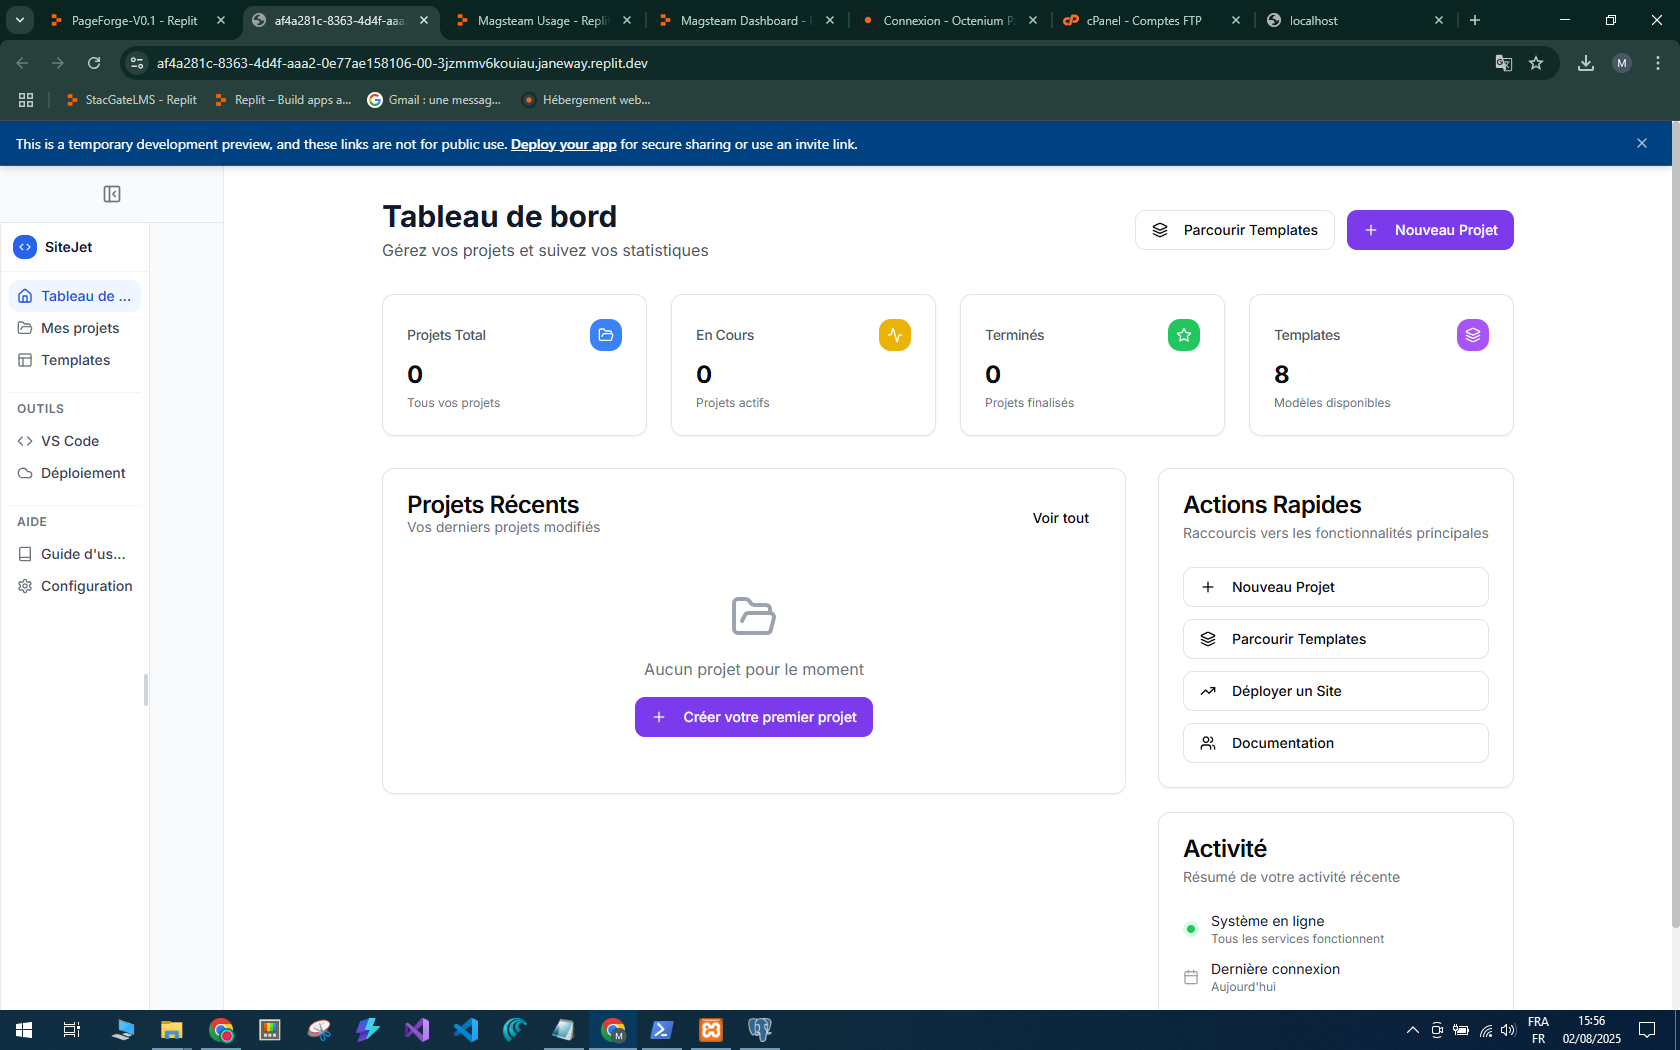 PageForge-V0.1 - Replit
af4a281c-8363-4d4f-aaa
Magsteam Usage - Repli
Magsteam Dashboard -
Connexion - Octenium P
cPanel - Comptes FTP
localhost
af4a281c-8363-4d4f-aaa2-0e77ae158106-00-3jzmmv6kouiau.janeway.replit.dev
M
StacGateLMS - Replit
Replit – Build apps a...
Gmail : une messag...
Hébergement web...
This is a temporary development preview, and these links are not for public use. Deploy your app for secure sharing or use an invite link.
SiteJet
Tableau de ...
Mes projets
Templates
OUTILS
VS Code
Déploiement
AIDE
Guide d'us...
Configuration
Tableau de bord
Gérez vos projets et suivez vos statistiques
Parcourir Templates
Nouveau Projet
Projets Total
0
Tous vos projets
En Cours
0
Projets actifs
Terminés
0
Projets finalisés
Templates
8
Modèles disponibles
Projets Récents
Vos derniers projets modifiés
Voir tout
Aucun projet pour le moment
Créer votre premier projet
Actions Rapides
Raccourcis vers les fonctionnalités principales
Nouveau Projet
Parcourir Templates
Déployer un Site
Documentation
Activité
Résumé de votre activité récente
Système en ligne
Tous les services fonctionnent
Dernière connexion
Aujourd'hui
FRA
FR
15:56
02/08/2025